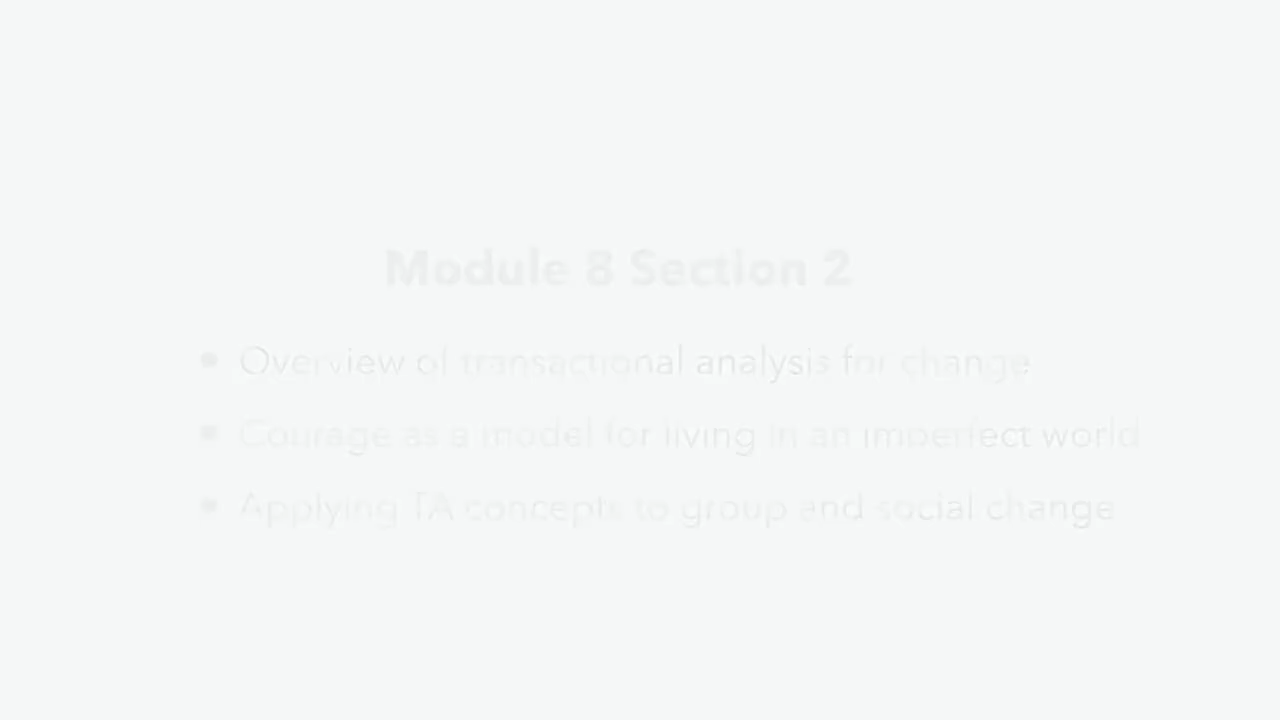 Module 8 Section 2
• Overview of transactional analysis for change
• Courage as a model for living in an imperfect world
• Applying TA concepts to group and social change